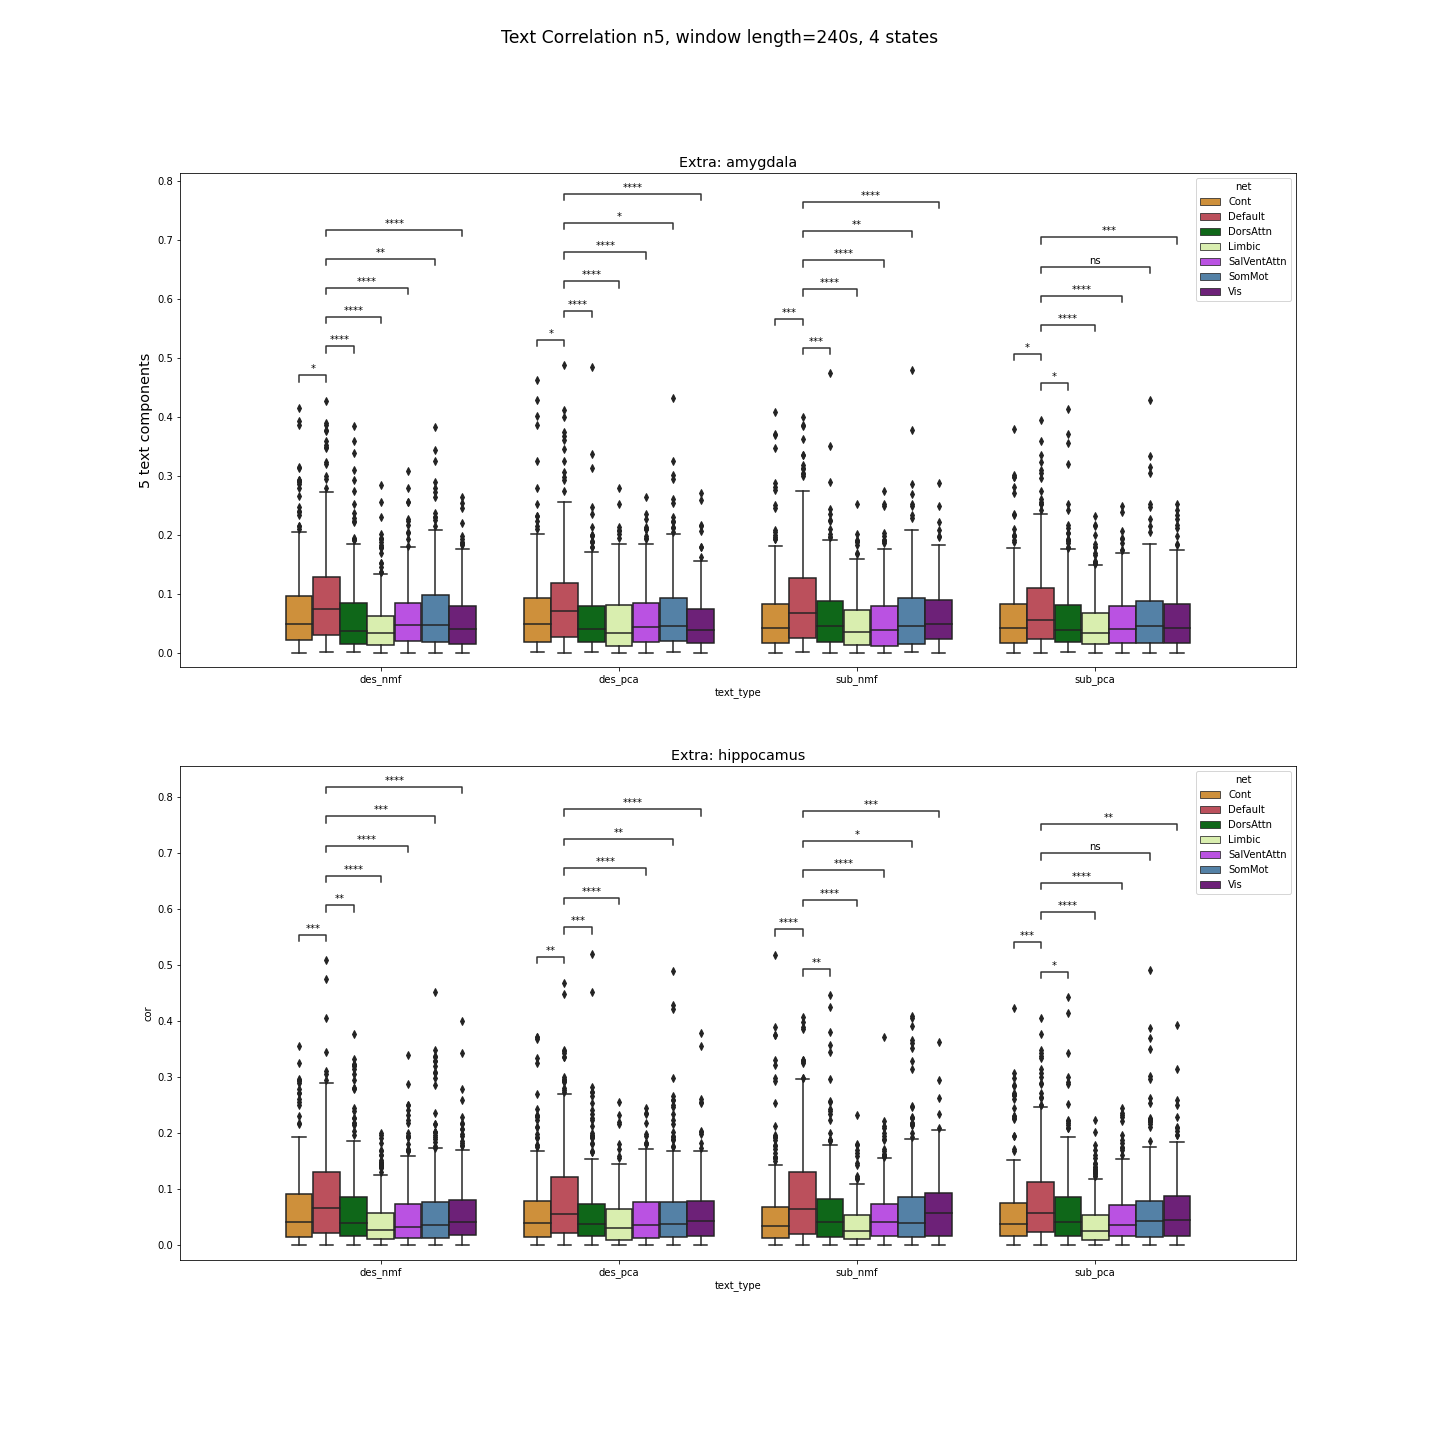 Text Correlation n5, window length=240s, 4 states
Extra: amygdala
0.8
0.7
0.6
0.5
0.4
0.3
0.2
0.1
0.0
5 text components
****
**
****
****
****
*
****
*
****
****
****
*
****
**
****
****
***
***
***
ns
****
****
*
*
net
Cont
Default
DorsAttn
Limbic
SalVentAttn
SomMot
Vis
des_nmf
des_pca
sub_nmf
sub_pca
text_type
Extra: hippocamus
0.8
0.7
0.6
0.5
0.4
0.3
0.2
0.1
0.0
cor
****
***
****
****
**
***
****
**
****
****
***
**
***
*
****
****
****
**
**
ns
****
****
***
*
net
Cont
Default
DorsAttn
Limbic
SalVentAttn
SomMot
Vis
des_nmf
des_pca
sub_nmf
sub_pca
text_type